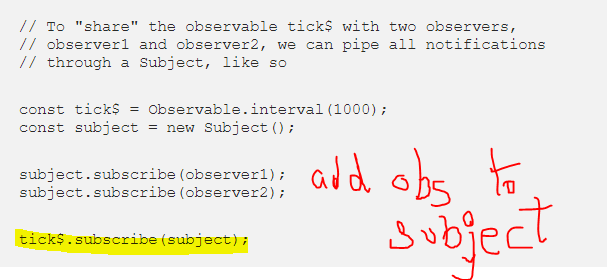 // To "share" the observable tick$ with two observers,
// observer1 and observer2, we can pipe all notifications
// through a Subject, like so
const tick$ = Observable.interval(1000);
const subject = new Subject();
subject.subscribe(observer1);
subject.subscribe(observer2);
add obs to
subject
tick$.subscribe(subject);